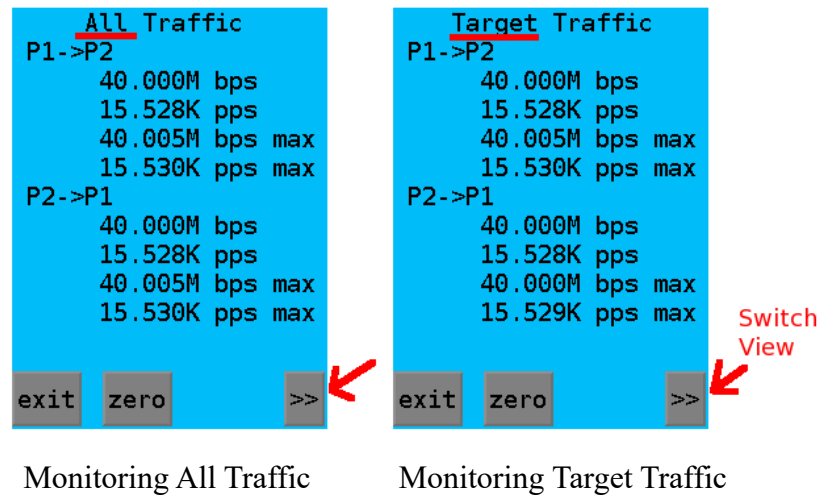 All Traffic
P1->P2
40.000M bps
15.528K pps
40.005M bps max
15.530K pps max
P2->P1
40.000M bps
15.528K pps
40.005M bps max
15.530K pps max
exit zero >>
Monitoring All Traffic
Target Traffic
P1->P2
40.000M bps
15.528K pps
40.005M bps max
15.530K pps max
P2->P1
40.000M bps
15.528K pps
40.000M bps max
15.529K pps max
exit zero >>
Switch
View
Monitoring Target Traffic